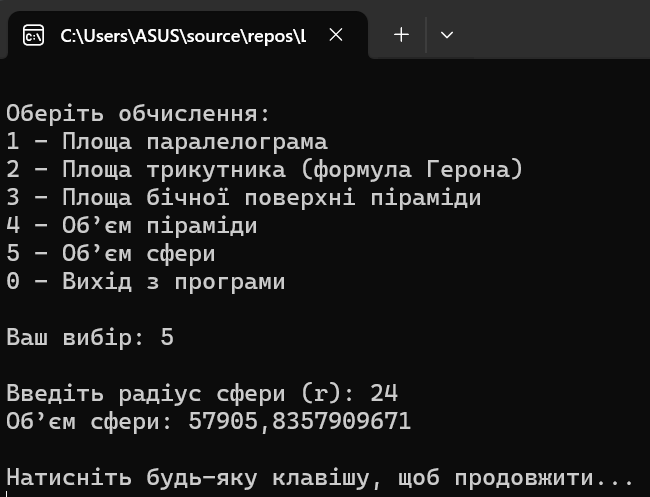 C:\Users\ASUS\source\repos\L
Оберіть обчислення:
1 - Площа паралелограма
2 - Площа трикутника (формула Герона)
3 - Площа бічної поверхні піраміди
4 - Об’єм піраміди
5 - Об’єм сфери
0 - Вихід з програми
Ваш вибір: 5
Введіть радіус сфери (r): 24
Об’єм сфери: 57905,8357909671
Натисніть будь-яку клавішу, щоб продовжити...